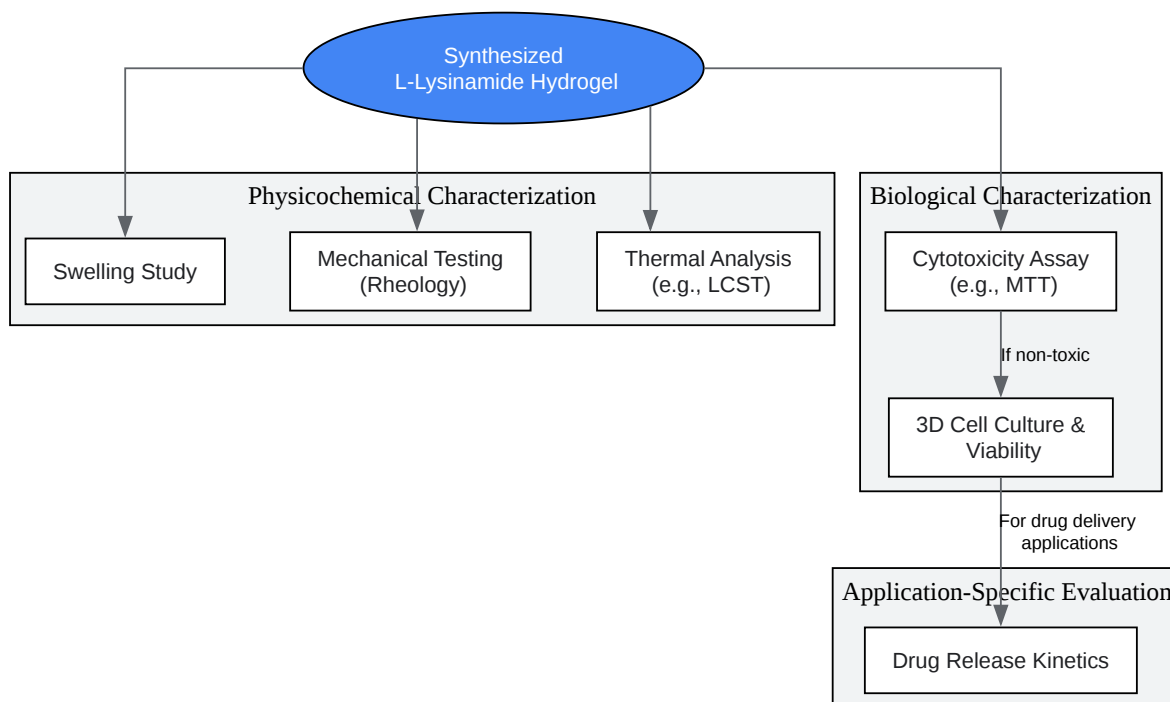 Synthesized
L-Lysinamide Hydrogel
Physicochemical Characterization
Biological Characterization
Swelling Study
Mechanical Testing
(Rheology)
Thermal Analysis
(e.g., LCST)
Cytotoxicity Assay
(e.g., MTT)
If non-toxic
3D Cell Culture &
Viability
For drug delivery
applications
Application-Specific Evaluation
Drug Release Kinetics